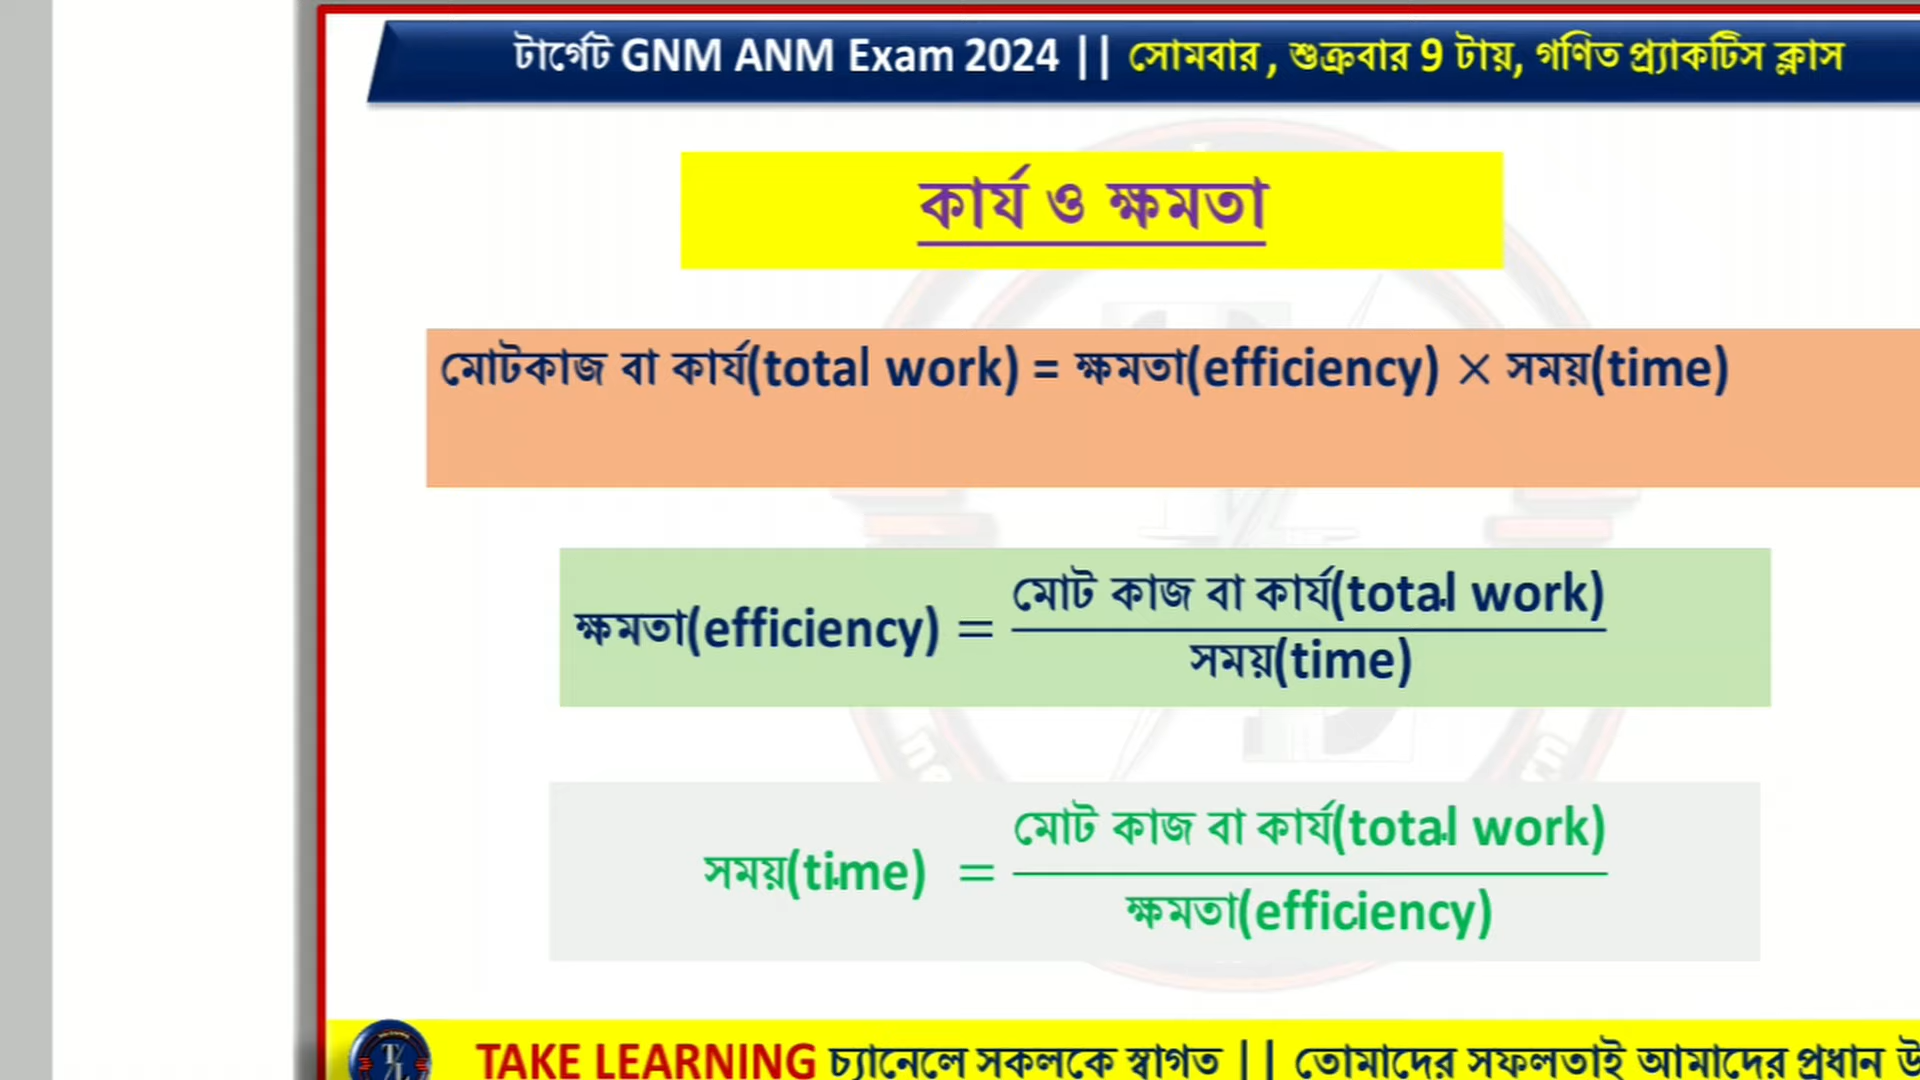 টার্গেট GNM ANM Exam 2024 || সোমবার, শুক্রবার 9 টায়, গণিত প্র্যাকটিস ক্লাস
কার্য ও ক্ষমতা
মোটকাজ বা কার্য(total work) = ক্ষমতা(efficiency) × সময়(time)
ক্ষমতা(efficiency) = মোট কাজ বা কার্য(total work)
সময়(time)
সময়(time) = মোট কাজ বা কার্য(total work)
ক্ষমতা(efficiency)
TAKE LEARNING চ্যানেলে সকলকে স্বাগত || তোমাদের সফলতাই আমাদের প্রধান